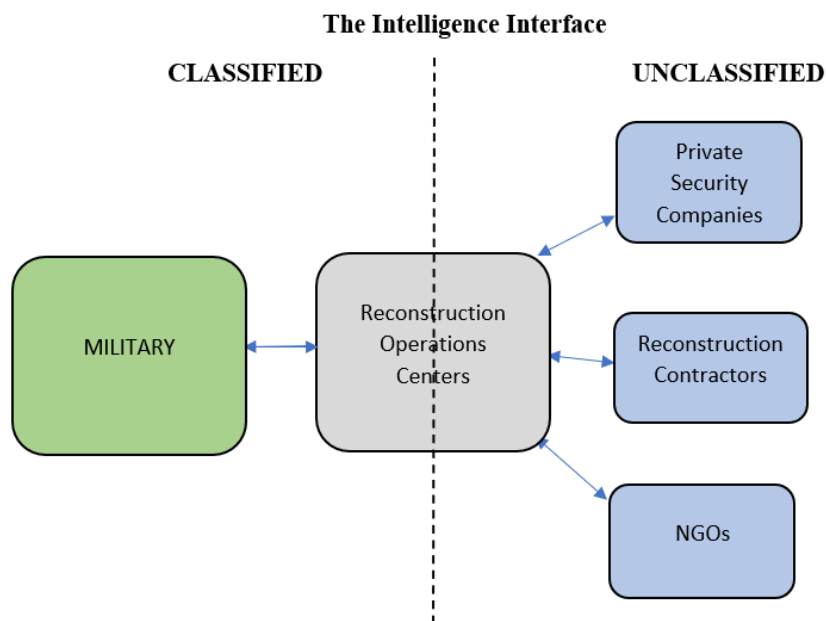 The Intelligence Interface
CLASSIFIED
UNCLASSIFIED
Private
Security
Companies
MILITARY
Reconstruction
Operations
Centers
Reconstruction
Contractors
NGOs